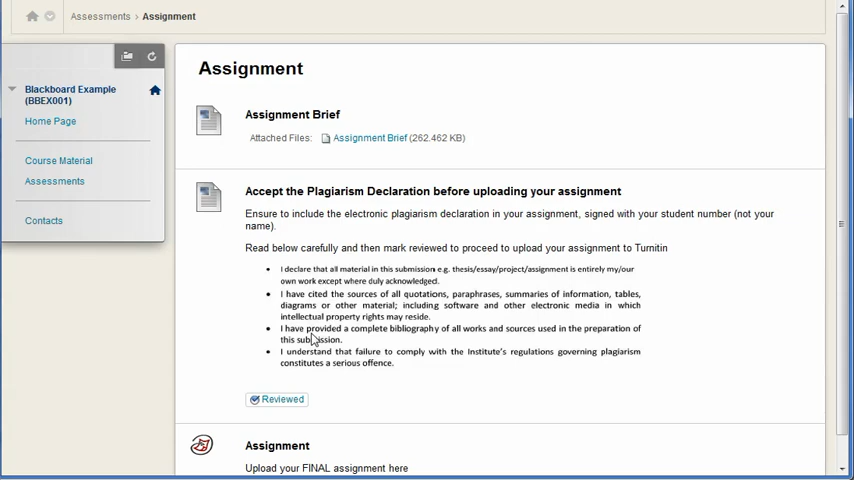 Assessments › Assignment
Blackboard Example
(BBEX001)
Home Page
Course Material
Assessments
Contacts
Assignment
Assignment Brief
Attached Files: Assignment Brief (262.462 KB)
Accept the Plagiarism Declaration before uploading your assignment
Ensure to include the electronic plagiarism declaration in your assignment, signed with your student number (not your
name).
Read below carefully and then mark reviewed to proceed to upload your assignment to Turnitin
• I declare that all material in this submission e.g. thesis/essay/project/assignment is entirely my/our
own work except where duly acknowledged.
• I have cited the sources of all quotations, paraphrases, summaries of information, tables,
diagrams or other material; including software and other electronic media in which
intellectual property rights may reside.
• I have provided a complete bibliography of all works and sources used in the preparation of
this submission.
• I understand that failure to comply with the Institute's regulations governing plagiarism
constitutes a serious offence.
Reviewed
Assignment
Upload your FINAL assignment here